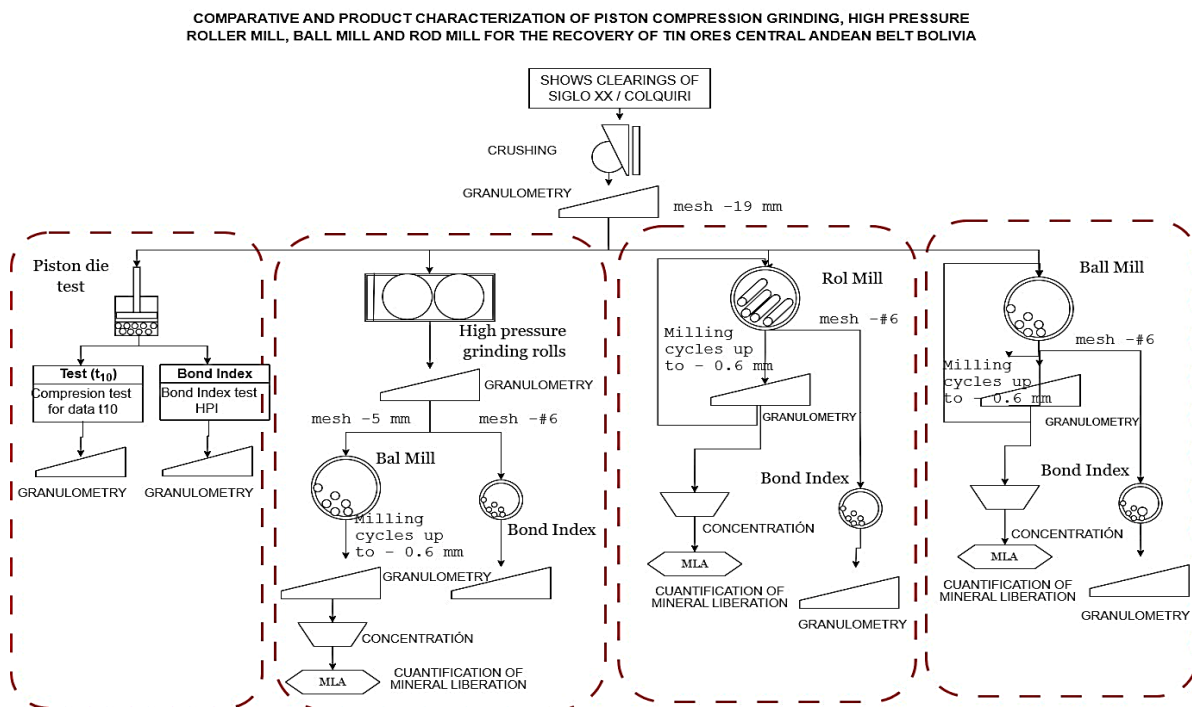 COMPARATIVE AND PRODUCT CHARACTERIZATION OF PISTON COMPRESSION GRINDING, HIGH PRESSURE
ROLLER MILL, BALL MILL AND ROD MILL FOR THE RECOVERY OF TIN ORES CENTRAL ANDEAN BELT BOLIVIA
SHOWS CLEARINGS OF
SIGLO XX / COLQUIRI
CRUSHING
GRANULOMETRY
mesh -19 mm
Piston die
test
Test (t10)
Compresion test
for data t10
Bond Index
Bond Index test
HPI
GRANULOMETRY
GRANULOMETRY
High pressure
grinding rolls
GRANULOMETRY
mesh -5 mm
mesh -#6
Bal Mill
Milling
cycles up
to - 0.6 mm
Bond Index
GRANULOMETRY
CONCENTRATIÓN
MLA
CUANTIFICATION OF
MINERAL LIBERATION
Rol Mill
mesh -#6
Milling
cycles up
to - 0.6 mm
GRANULOMETRY
Bond Index
CONCENTRATIÓN
MLA
CUANTIFICATION OF
MINERAL LIBERATION
GRANULOMETRY
Ball Mill
mesh -#6
Milling
cycles up
to - 0.6 mm
GRANULOMETRY
Bond Index
CONCENTRATIÓN
MLA
CUANTIFICATION OF
MINERAL LIBERATION
GRANULOMETRY